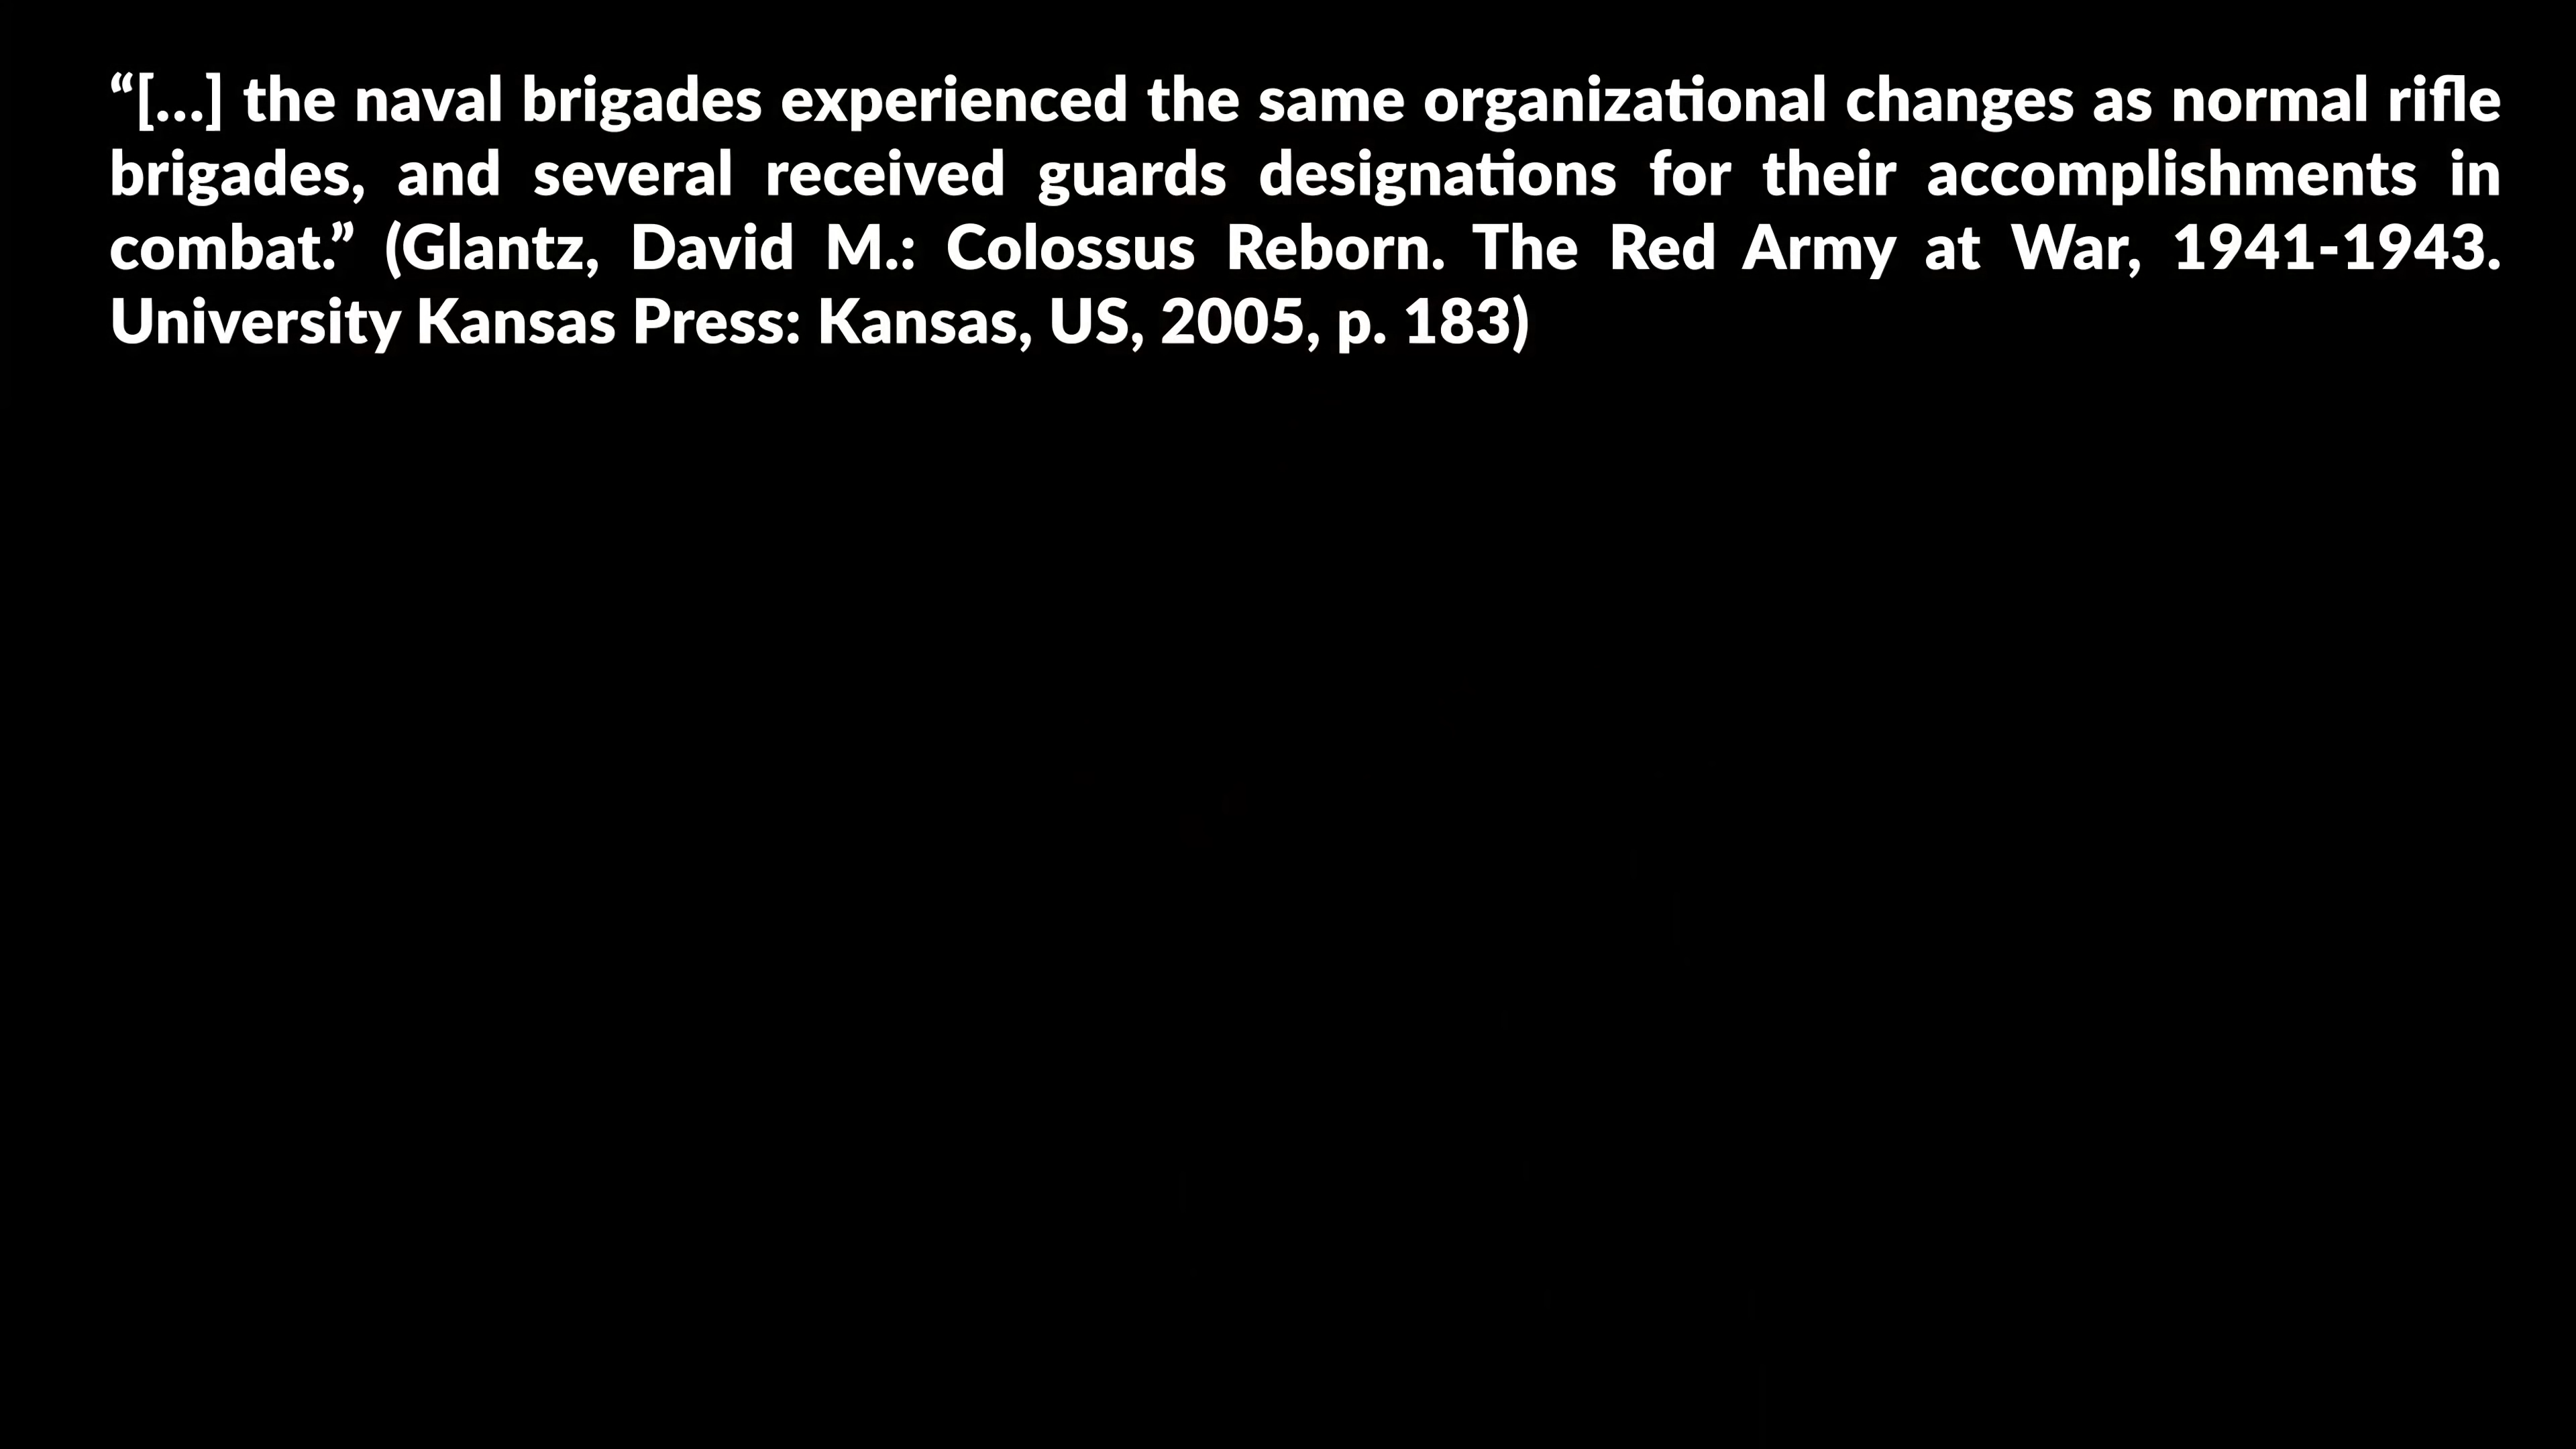 “[…] the naval brigades experienced the same organizational changes as normal rifle
brigades, and several received guards designations for their accomplishments in
combat.” (Glantz, David M.: Colossus Reborn. The Red Army at War, 1941-1943.
University Kansas Press: Kansas, US, 2005, p. 183)